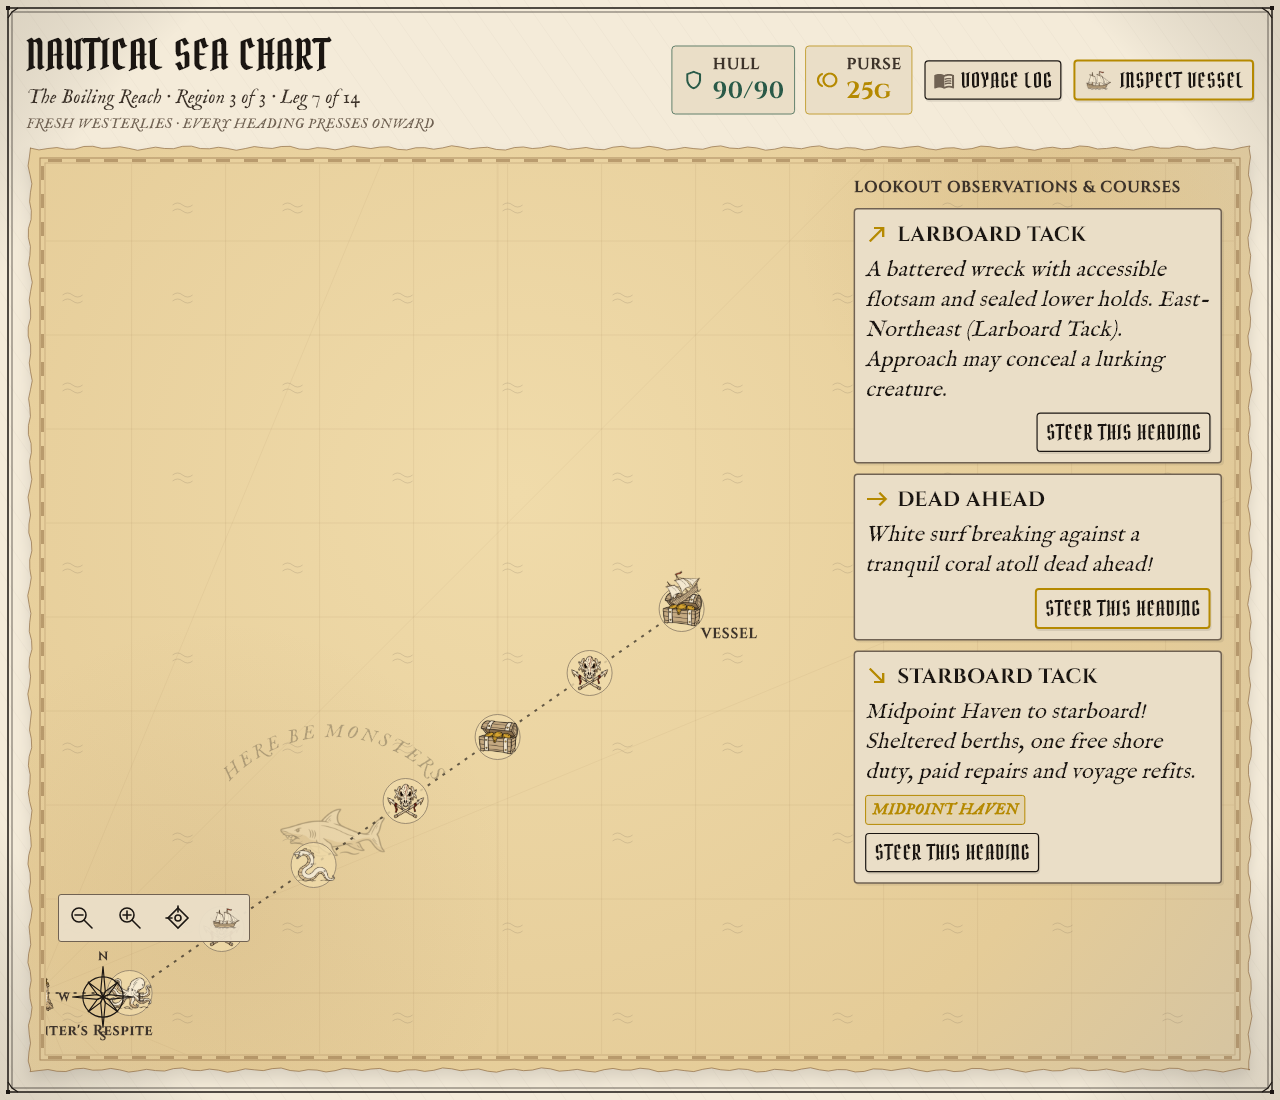 NAUTICAL SEA CHART
The Boiling Reach · Region 3 of 3 · Leg 7 of 14
FRESH WESTERLIES · EVERY HEADING PRESSES ONWARD
HULL
90/90
PURSE
25G
VOYAGE LOG
INSPECT VESSEL
LOOKOUT OBSERVATIONS & COURSES
LARBOARD TACK
A battered wreck with accessible
flotsam and sealed lower holds. East-
Northeast (Larboard Tack).
Approach may conceal a lurking
creature.
STEER THIS HEADING
DEAD AHEAD
White surf breaking against a
tranquil coral atoll dead ahead!
STEER THIS HEADING
STARBOARD TACK
Midpoint Haven to starboard!
Sheltered berths, one free shore
duty, paid repairs and voyage refits.
MIDPOINT HAVEN
STEER THIS HEADING
VESSEL
HERE BE MONSTERS
N
W
E
S
RESPITE